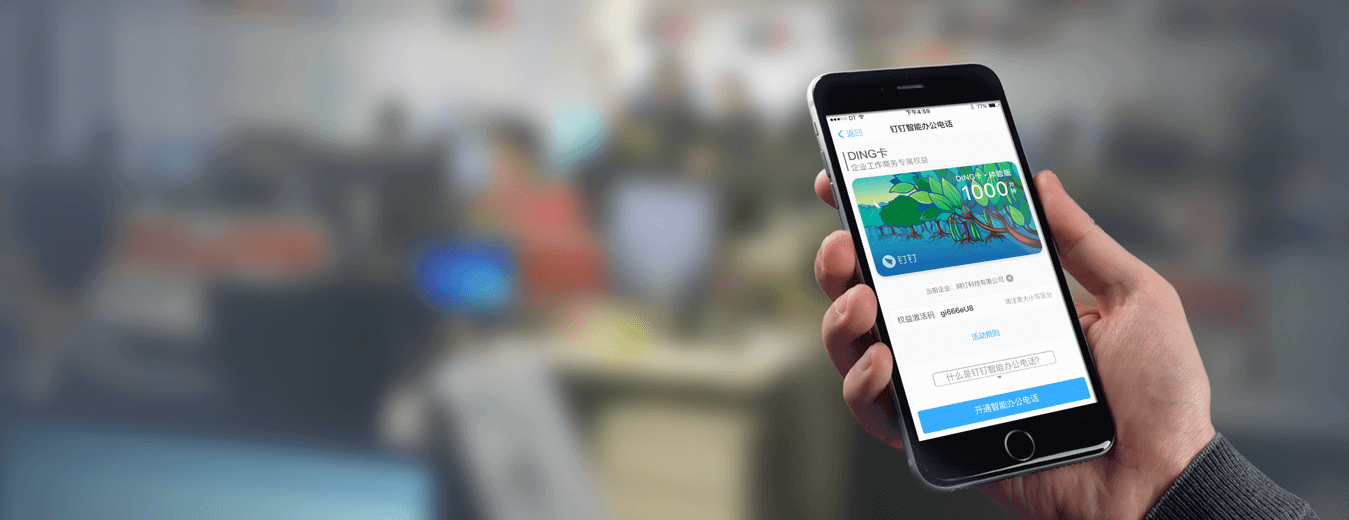 DT 下午4:59 77%
返回 钉钉智能办公电话
DING卡
企业工作商务专属权益
DING卡·体验版
1000分钟
钉钉
当前企业：网钉科技有限公司
权益激活码 gi666eU8 请注意大小写区分
活动规则
什么是钉钉智能办公电话?
开通智能办公电话